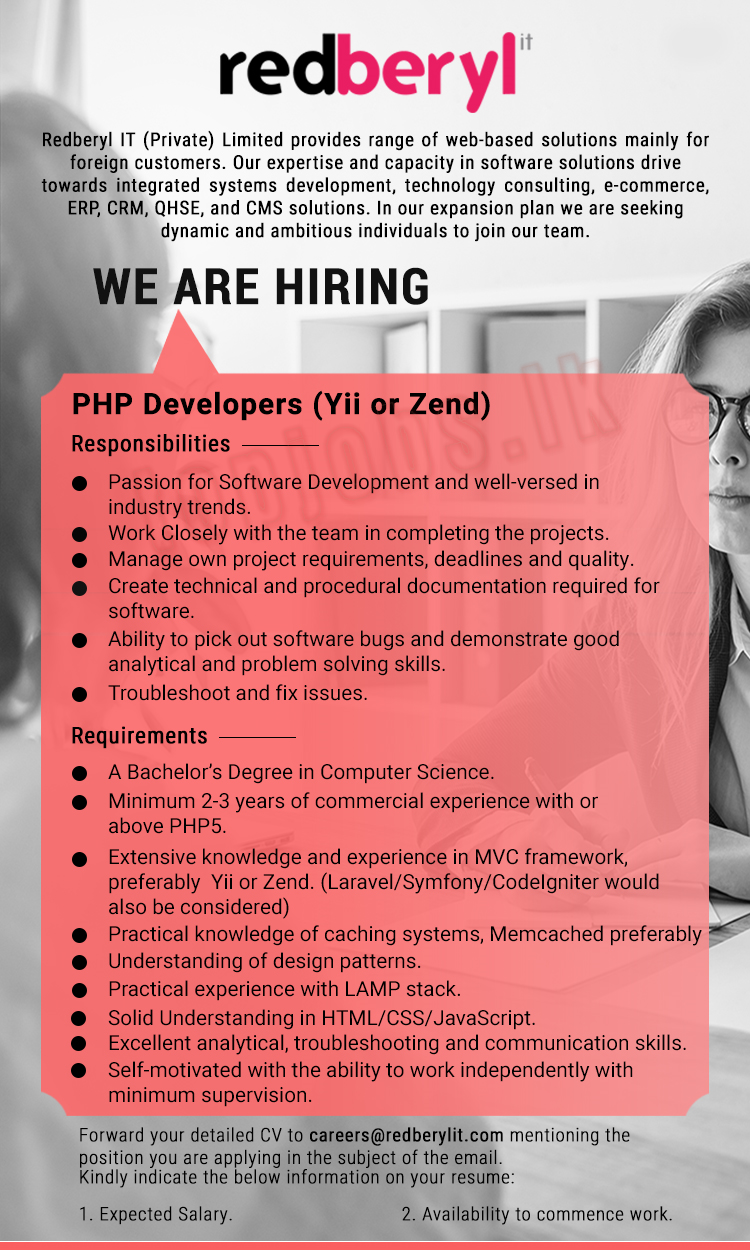 redberyl it
Redberyl IT (Private) Limited provides range of web-based solutions mainly for
foreign customers. Our expertise and capacity in software solutions drive
towards integrated systems development, technology consulting, e-commerce,
ERP, CRM, QHSE, and CMS solutions. In our expansion plan we are seeking
dynamic and ambitious individuals to join our team.
WE ARE HIRING
PHP Developers (Yii or Zend)
Responsibilities
● Passion for Software Development and well-versed in
industry trends.
● Work Closely with the team in completing the projects.
● Manage own project requirements, deadlines and quality.
● Create technical and procedural documentation required for
software.
● Ability to pick out software bugs and demonstrate good
analytical and problem solving skills.
● Troubleshoot and fix issues.
Requirements
● A Bachelor’s Degree in Computer Science.
● Minimum 2-3 years of commercial experience with or
above PHP5.
● Extensive knowledge and experience in MVC framework,
preferably Yii or Zend. (Laravel/Symfony/CodeIgniter would
also be considered)
● Practical knowledge of caching systems, Memcached preferably
● Understanding of design patterns.
● Practical experience with LAMP stack.
● Solid Understanding in HTML/CSS/JavaScript.
● Excellent analytical, troubleshooting and communication skills.
● Self-motivated with the ability to work independently with
minimum supervision.
Forward your detailed CV to careers@redberylit.com mentioning the
position you are applying in the subject of the email.
Kindly indicate the below information on your resume:
1. Expected Salary. 2. Availability to commence work.